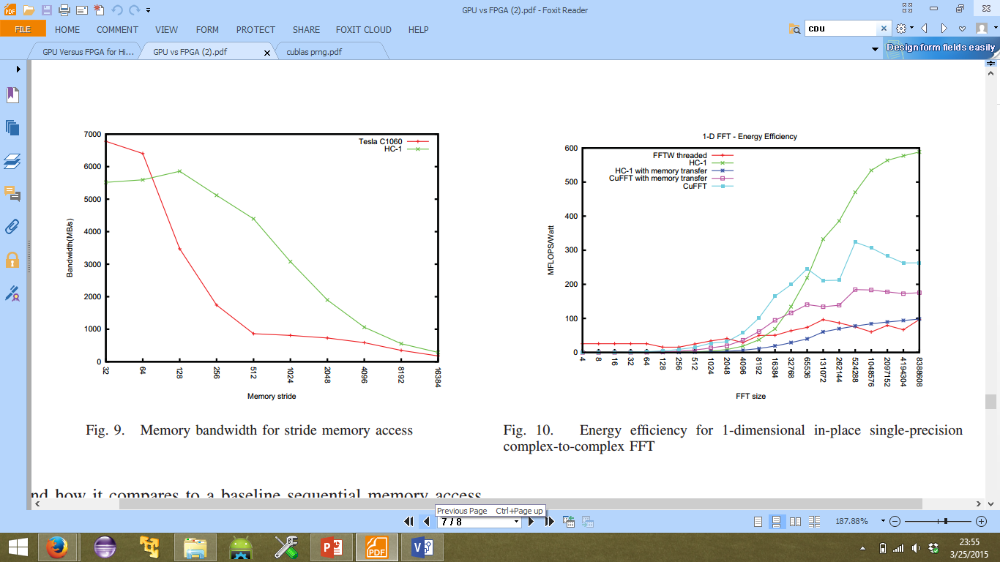 GPU vs FPGA (2).pdf - Foxit Reader
FILE HOME COMMENT VIEW FORM PROTECT SHARE FOXIT CLOUD HELP
CDU
GPU Versus FPGA for Hi... GPU vs FPGA (2).pdf cublas prng.pdf
Design form fields easily
7000
6000
5000
4000
3000
2000
1000
0
Bandwidth(MB/s)
Tesla C1060
HC-1
32 64 128 256 512 1024 2048 4096 8192 16384
Memory stride
Fig. 9. Memory bandwidth for stride memory access
1-D FFT - Energy Efficiency
600
500
400
300
200
100
0
MFLOPS/Watt
FFTW threaded
HC-1
HC-1 with memory transfer
CuFFT with memory transfer
CuFFT
4 8 16 32 64 128 256 512 1024 2048 4096 8192 16384 32768 65536 131072 262144 524288 1048576 2097152 4194304 8388608
FFT size
Fig. 10. Energy efficiency for 1-dimensional in-place single-precision
complex-to-complex FFT
nd how it compares to a baseline sequential memory access
Previous Page Ctrl+Page up
7 / 8
187.88%
23:55
3/25/2015